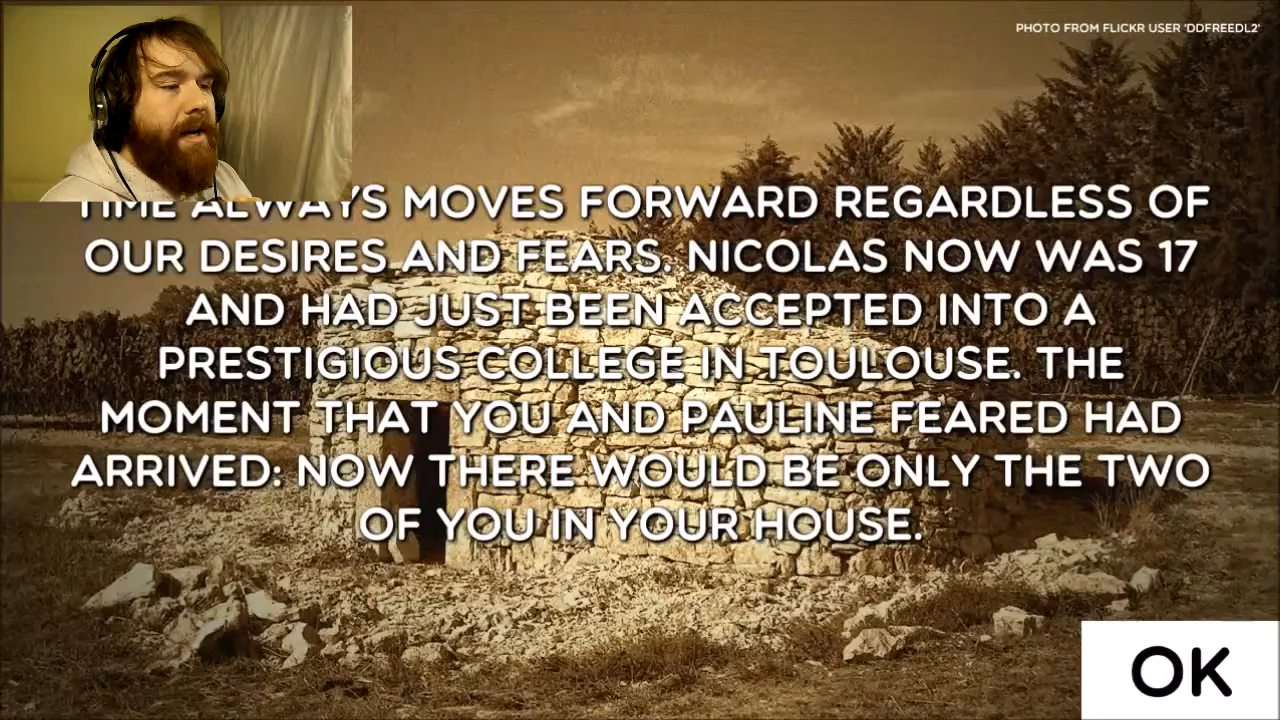 PHOTO FROM FLICKR USER 'DDFREEDL2'
TIME ALWAYS MOVES FORWARD REGARDLESS OF
OUR DESIRES AND FEARS. NICOLAS NOW WAS 17
AND HAD JUST BEEN ACCEPTED INTO A
PRESTIGIOUS COLLEGE IN TOULOUSE. THE
MOMENT THAT YOU AND PAULINE FEARED HAD
ARRIVED: NOW THERE WOULD BE ONLY THE TWO
OF YOU IN YOUR HOUSE.
OK